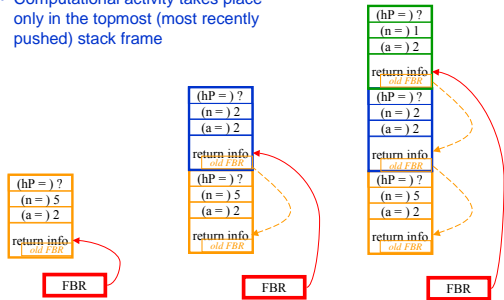 Computational activity takes place
only in the topmost (most recently
pushed) stack frame
(hP = ) ?
(n = ) 5
(a = ) 2
return info
old FBR
FBR
(hP = ) ?
(n = ) 2
(a = ) 2
return info
old FBR
(hP = ) ?
(n = ) 5
(a = ) 2
return info
old FBR
FBR
(hP = ) ?
(n = ) 1
(a = ) 2
return info
old FBR
(hP = ) ?
(n = ) 2
(a = ) 2
return info
old FBR
(hP = ) ?
(n = ) 5
(a = ) 2
return info
old FBR
FBR